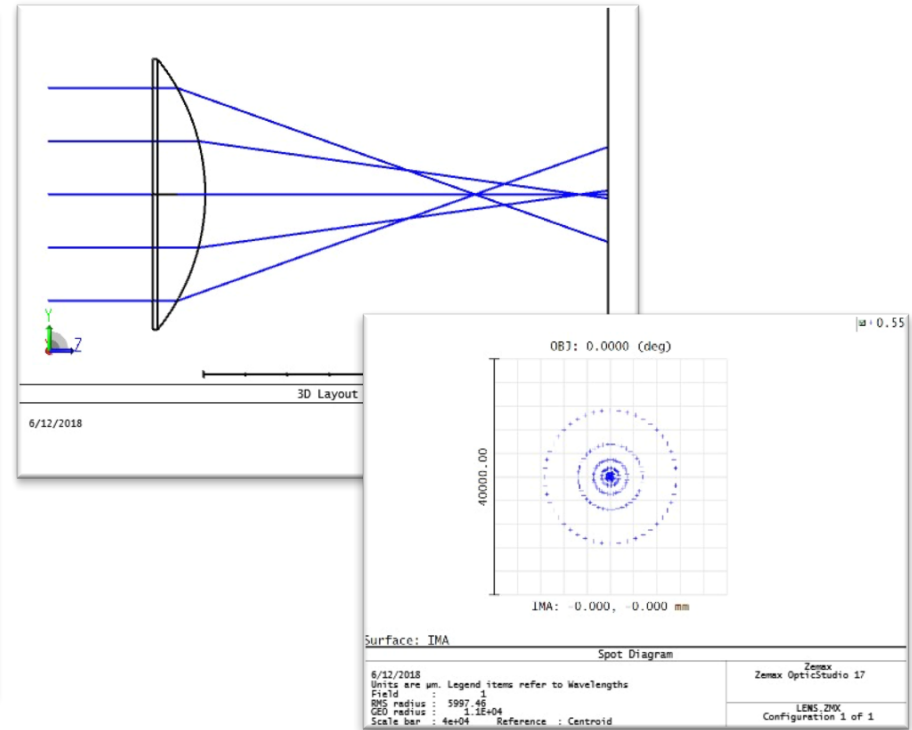 Y
Z
3D Layout
6/12/2018
0.55
OBJ: 0.0000 (deg)
40000.00
IMA: -0.000, -0.000 mm
Surface: IMA
Spot Diagram
6/12/2018
Units are µm. Legend items refer to Wavelengths
Field : 1
RMS radius : 5997.46
GEO radius : 1.1E+04
Scale bar : 4e+04 Reference : Centroid
Zemax
Zemax OpticStudio 17
LENS.ZMX
Configuration 1 of 1